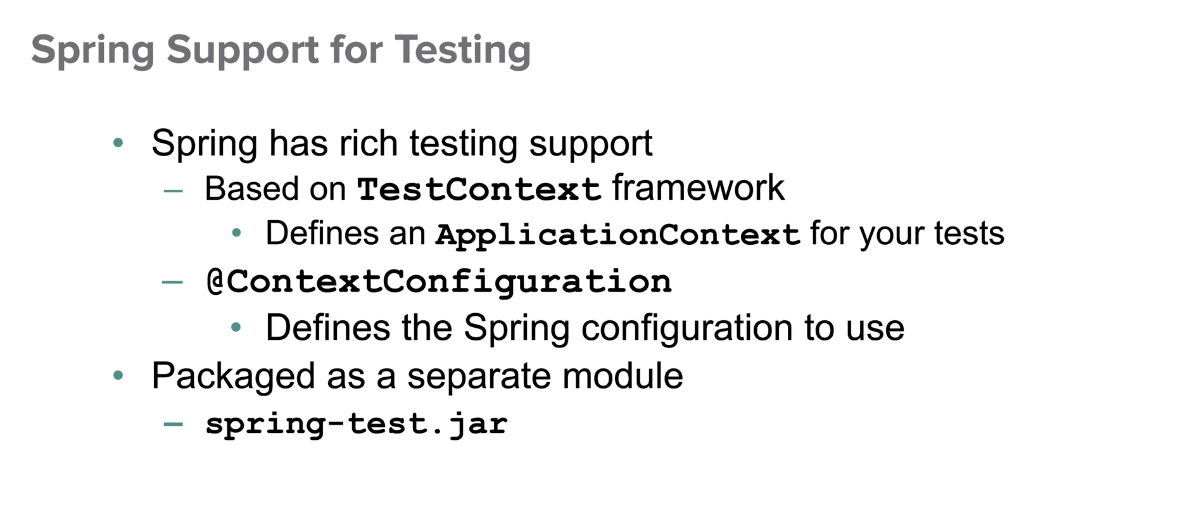 Spring Support for Testing
• Spring has rich testing support
– Based on TestContext framework
• Defines an ApplicationContext for your tests
– @ContextConfiguration
• Defines the Spring configuration to use
• Packaged as a separate module
– spring-test.jar